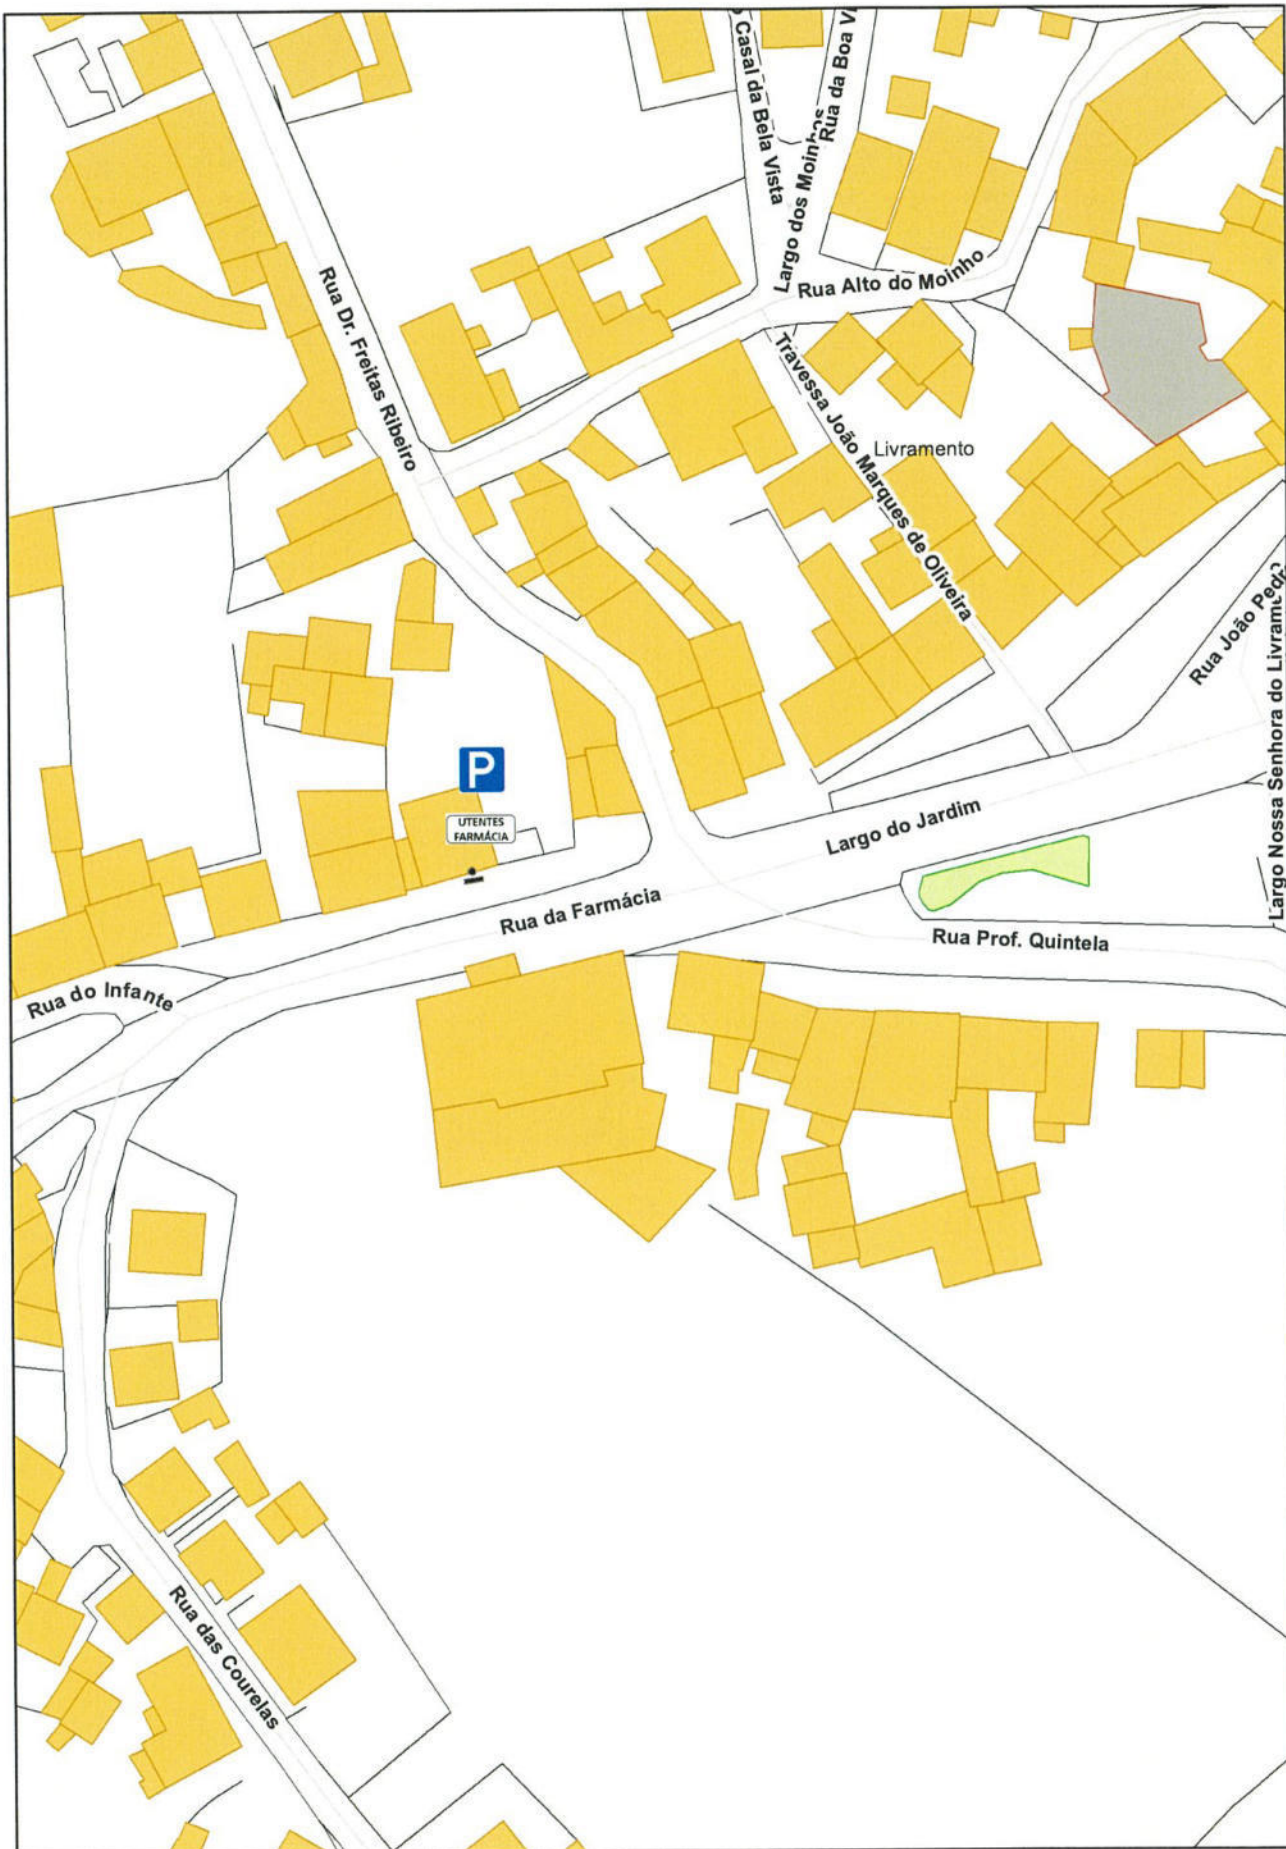 Casal da Bela Vista
Rua da Boa
Largo dos Moinhos
Rua Alto do Moinho
Rua Dr. Freitas Ribeiro
Travessa João Marques de Oliveira
Livramento
Rua João
Largo Nossa Senhora do
P
UTENTES
FARMÁCIA
Largo do Jardim
Rua da Farmácia
Rua Prof. Quintela
Rua do Infante
Rua das Courelas